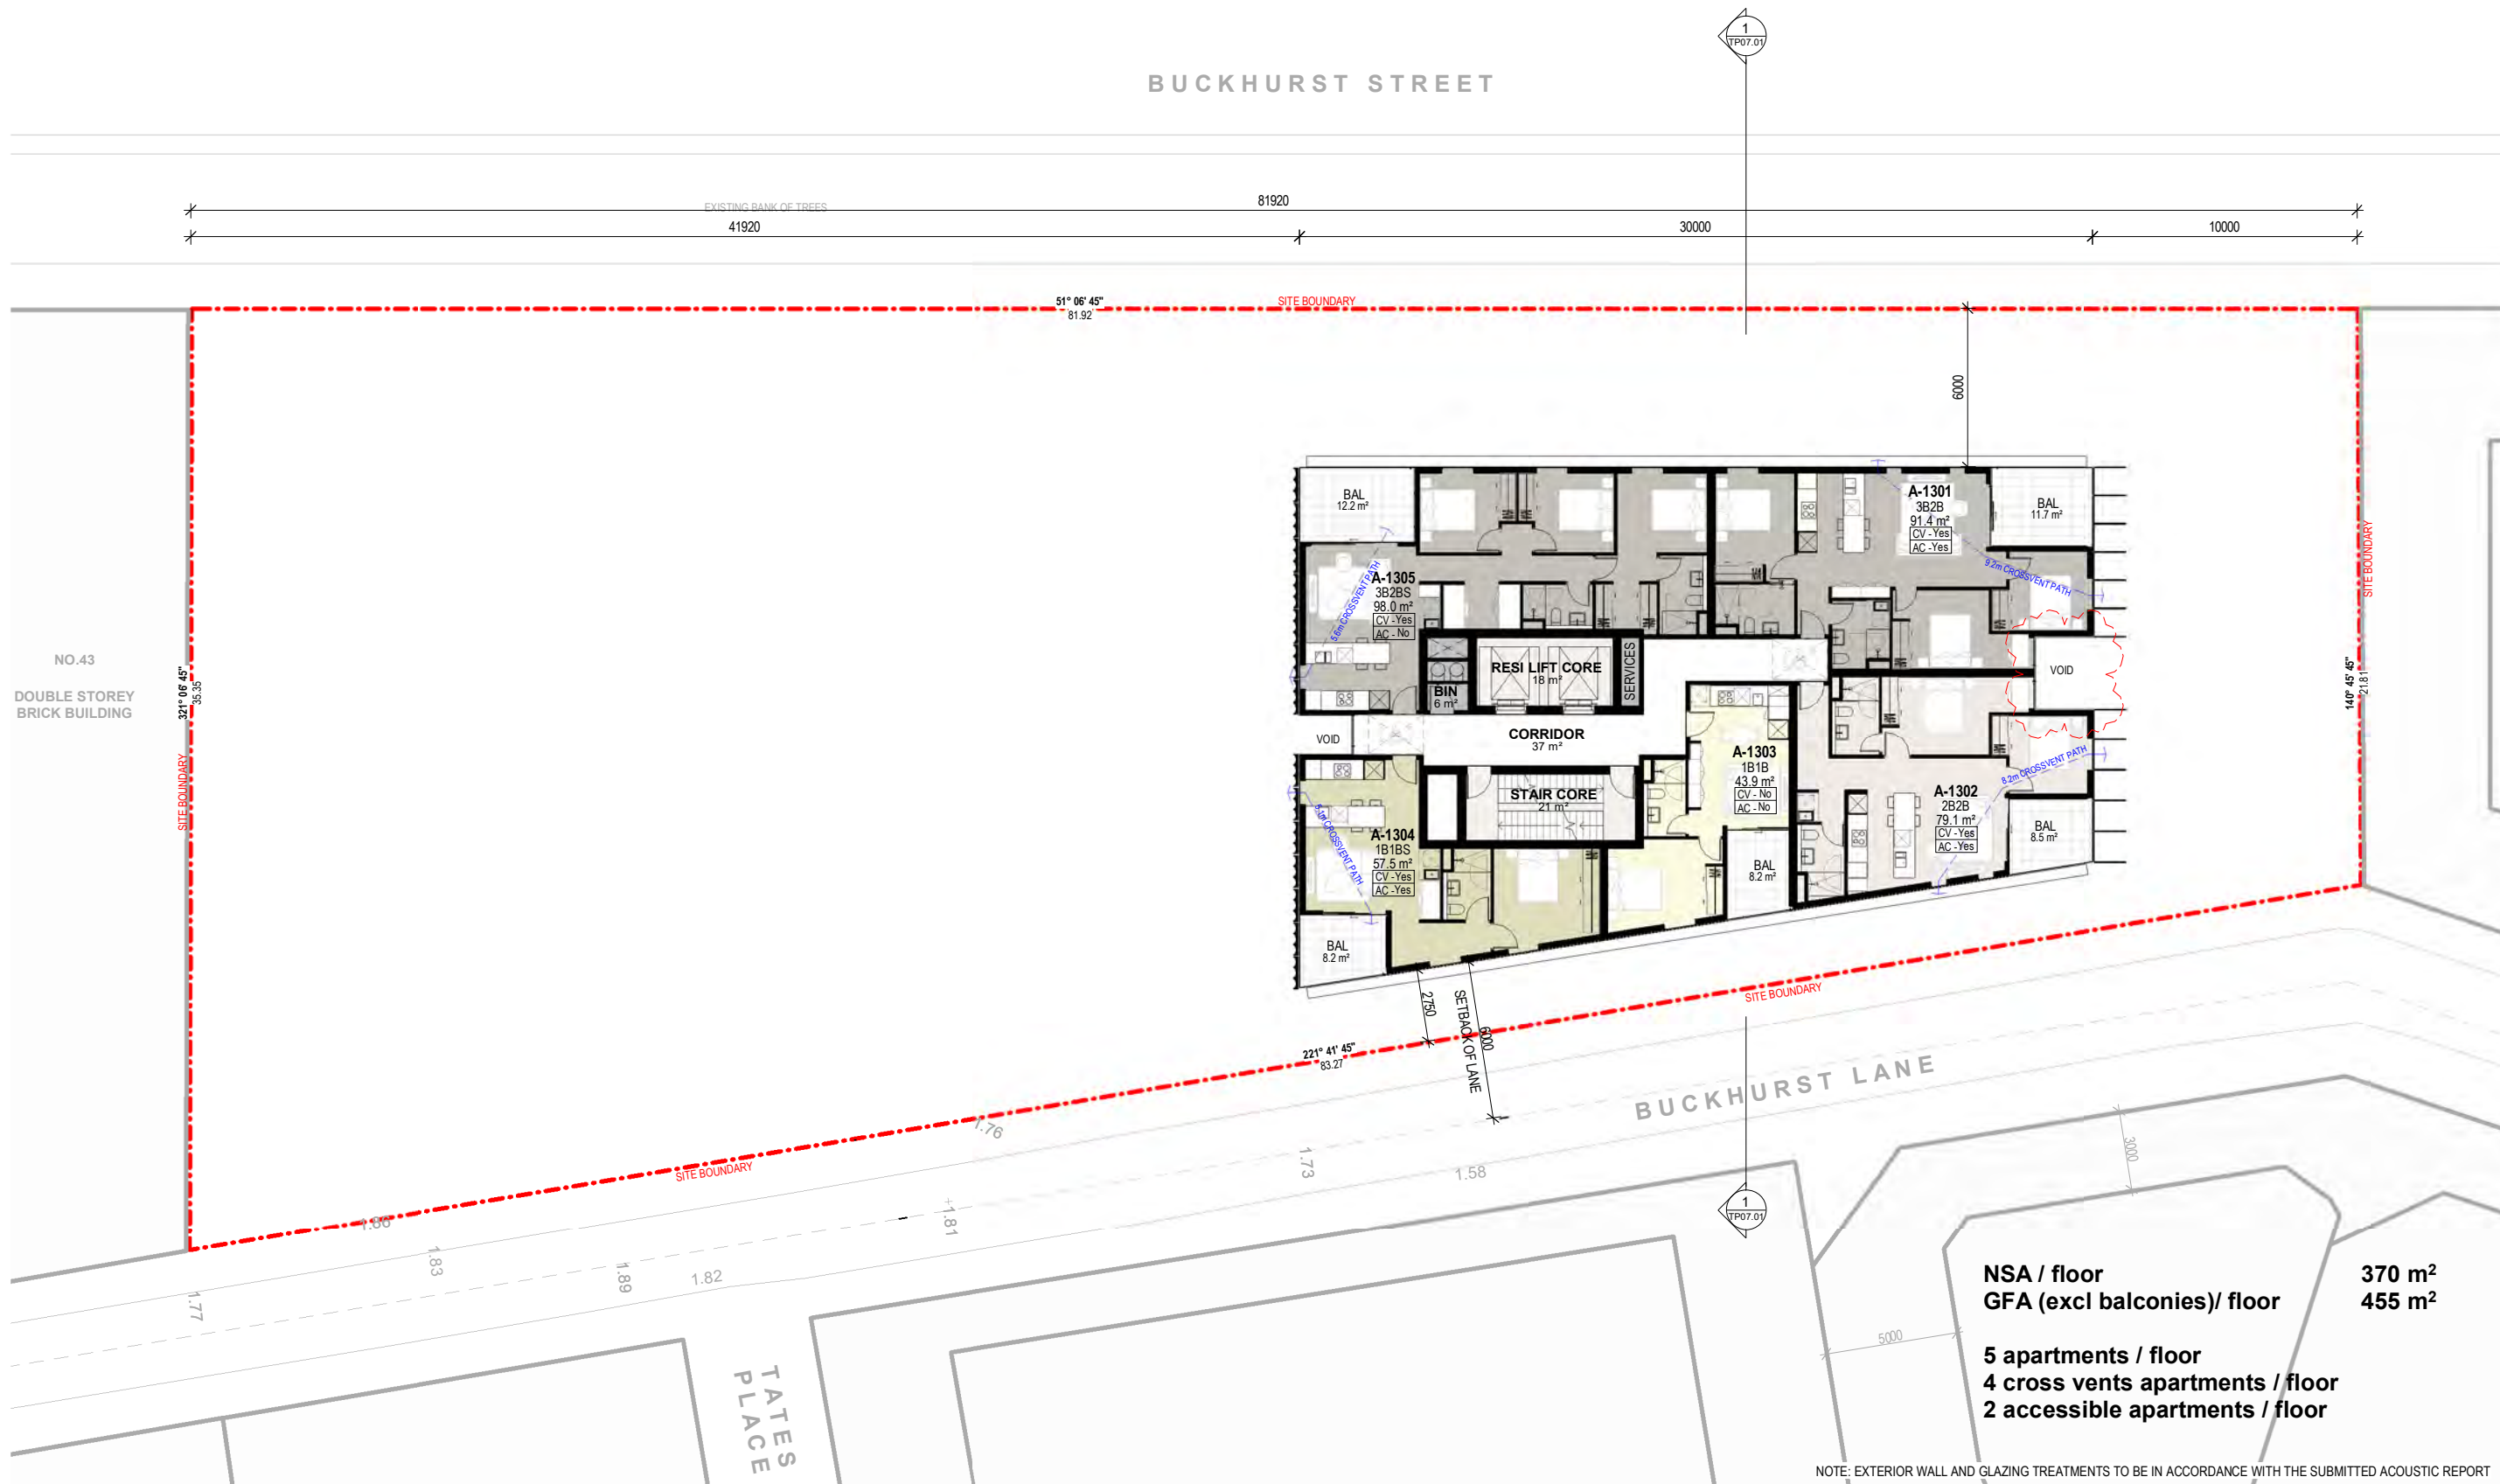 1
TP07.01
BUCKHURST STREET
81920
EXISTING BANK OF TREES
41920
30000
10000
51° 06' 45"
81.92
SITE BOUNDARY
6000
BAL
12.2 m²
A-1301
3B2B
91.4 m²
CV - Yes
AC - Yes
BAL
11.7 m²
SITE BOUNDARY
9.2m CROSSVENT PATH
A-1305
3B2BS
98.0 m²
CV - Yes
AC - No
5.6m CROSSVENT PATH
NO.43
DOUBLE STOREY
BRICK BUILDING
321° 06' 45"
35.35
SITE BOUNDARY
RESI LIFT CORE
18 m²
SERVICES
BIN
6 m²
VOID
140° 45' 45"
21.81
VOID
CORRIDOR
37 m²
A-1303
1B1B
43.9 m²
CV - No
AC - No
8.2m CROSSVENT PATH
STAIR CORE
21 m²
A-1302
2B2B
79.1 m²
CV - Yes
AC - Yes
BAL
8.5 m²
A-1304
1B1BS
57.5 m²
CV - Yes
AC - Yes
BAL
8.2 m²
BAL
8.2 m²
2750
6000
SETBACK OF LANE
SITE BOUNDARY
221° 41' 45"
83.27
BUCKHURST LANE
1.76
1.73
1.58
3000
SITE BOUNDARY
1.86
1.81
1.83
1.89
1.82
1.77
1
TP07.01
NSA / floor 370 m²
GFA (excl balconies)/ floor 455 m²
5000
5 apartments / floor
4 cross vents apartments / floor
2 accessible apartments / floor
TATES
PLACE
NOTE: EXTERIOR WALL AND GLAZING TREATMENTS TO BE IN ACCORDANCE WITH THE SUBMITTED ACOUSTIC REPORT